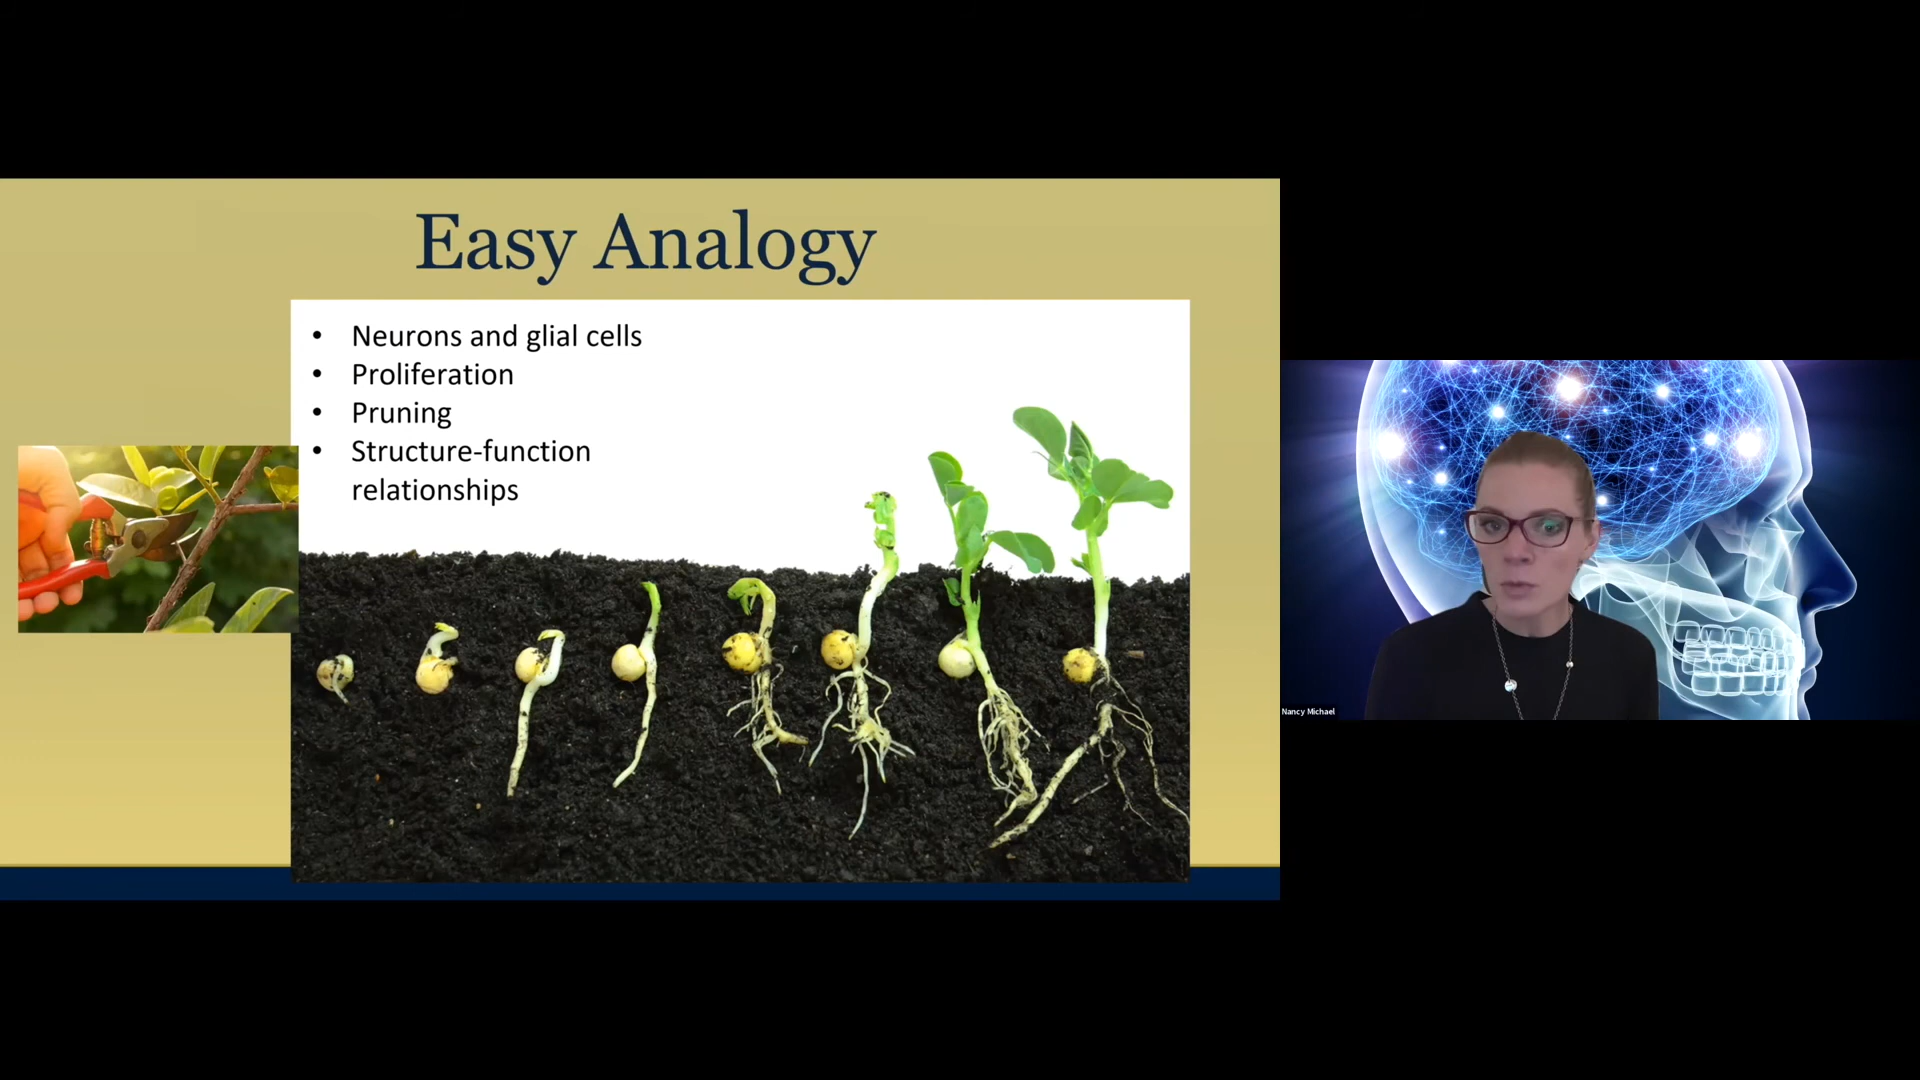 Easy Analogy
• Neurons and glial cells
• Proliferation
• Pruning
• Structure-function
relationships
Nancy Michael